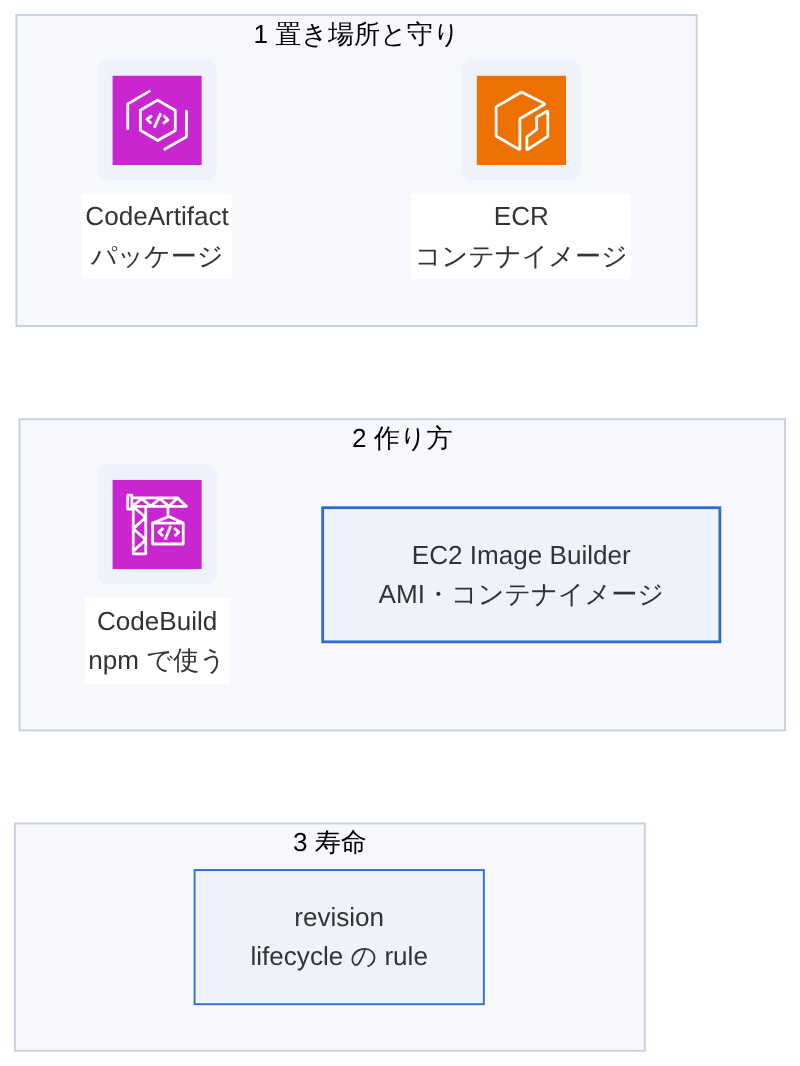 1 置き場所と守り
CodeArtifact
パッケージ
ECR
コンテナイメージ
2 作り方
CodeBuild
npm で使う
EC2 Image Builder
AMI・コンテナイメージ
3 寿命
revision
lifecycle の rule